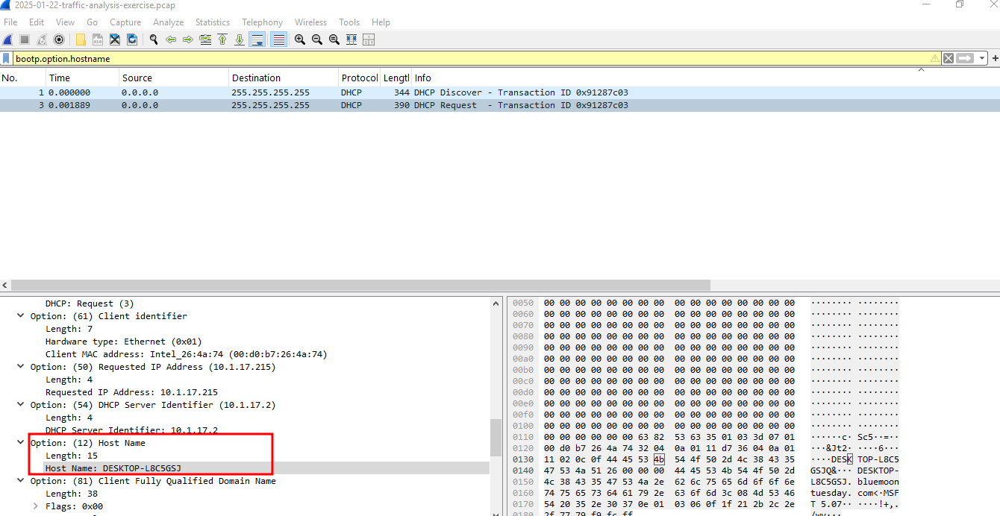 2025-01-22-traffic-analysis-exercise.pcap
File Edit View Go Capture Analyze Statistics Telephony Wireless Tools Help
bootp.option.hostname
No. Time Source Destination Protocol Lengtl Info
1 0.000000 0.0.0.0 255.255.255.255 DHCP 344 DHCP Discover - Transaction ID 0x91287c03
3 0.001889 0.0.0.0 255.255.255.255 DHCP 390 DHCP Request - Transaction ID 0x91287c03
DHCP: Request (3)
Option: (61) Client identifier
Length: 7
Hardware type: Ethernet (0x01)
Client MAC address: Intel_26:4a:74 (00:d0:b7:26:4a:74)
Option: (50) Requested IP Address (10.1.17.215)
Length: 4
Requested IP Address: 10.1.17.215
Option: (54) DHCP Server Identifier (10.1.17.2)
Length: 4
DHCP Server Identifier: 10.1.17.2
Option: (12) Host Name
Length: 15
Host Name: DESKTOP-L8C5GSJ
Option: (81) Client Fully Qualified Domain Name
Length: 38
Flags: 0x00
0050 00 00 00 00 00 00 00 00 00 00 00 00 00 00 00 00 ········ ········
0060 00 00 00 00 00 00 00 00 00 00 00 00 00 00 00 00 ········ ········
0070 00 00 00 00 00 00 00 00 00 00 00 00 00 00 00 00 ········ ········
0080 00 00 00 00 00 00 00 00 00 00 00 00 00 00 00 00 ········ ········
0090 00 00 00 00 00 00 00 00 00 00 00 00 00 00 00 00 ········ ········
00a0 00 00 00 00 00 00 00 00 00 00 00 00 00 00 00 00 ········ ········
00b0 00 00 00 00 00 00 00 00 00 00 00 00 00 00 00 00 ········ ········
00c0 00 00 00 00 00 00 00 00 00 00 00 00 00 00 00 00 ········ ········
00d0 00 00 00 00 00 00 00 00 00 00 00 00 00 00 00 00 ········ ········
00e0 00 00 00 00 00 00 00 00 00 00 00 00 00 00 00 00 ········ ········
00f0 00 00 00 00 00 00 00 00 00 00 00 00 00 00 00 00 ········ ········
0100 00 00 00 00 00 00 00 00 00 00 00 00 00 00 00 00 ········ ········
0110 00 00 00 00 00 00 63 82 53 63 35 01 03 3d 07 01 ······c· Sc5··=··
0120 00 d0 b7 26 4a 74 32 04 0a 01 11 d7 36 04 0a 01 ···&Jt2· ····6···
0130 11 02 0c 0f 44 45 53 4b 54 4f 50 2d 4c 38 43 35 ····DESK TOP-L8C5
0140 47 53 4a 51 26 00 00 00 44 45 53 4b 54 4f 50 2d GSJQ&··· DESKTOP-
0150 4c 38 43 35 47 53 4a 2e 62 6c 75 65 6d 6f 6f 6e L8C5GSJ. bluemoon
0160 74 75 65 73 64 61 79 2e 63 6f 6d 3c 08 4d 53 46 tuesday. com<·MSF
0170 54 20 35 2e 30 37 0e 01 03 06 0f 1f 21 2b 2c 2e T 5.07·· ····!+,.
0180 2f 77 79 f9 fc ff /wy···